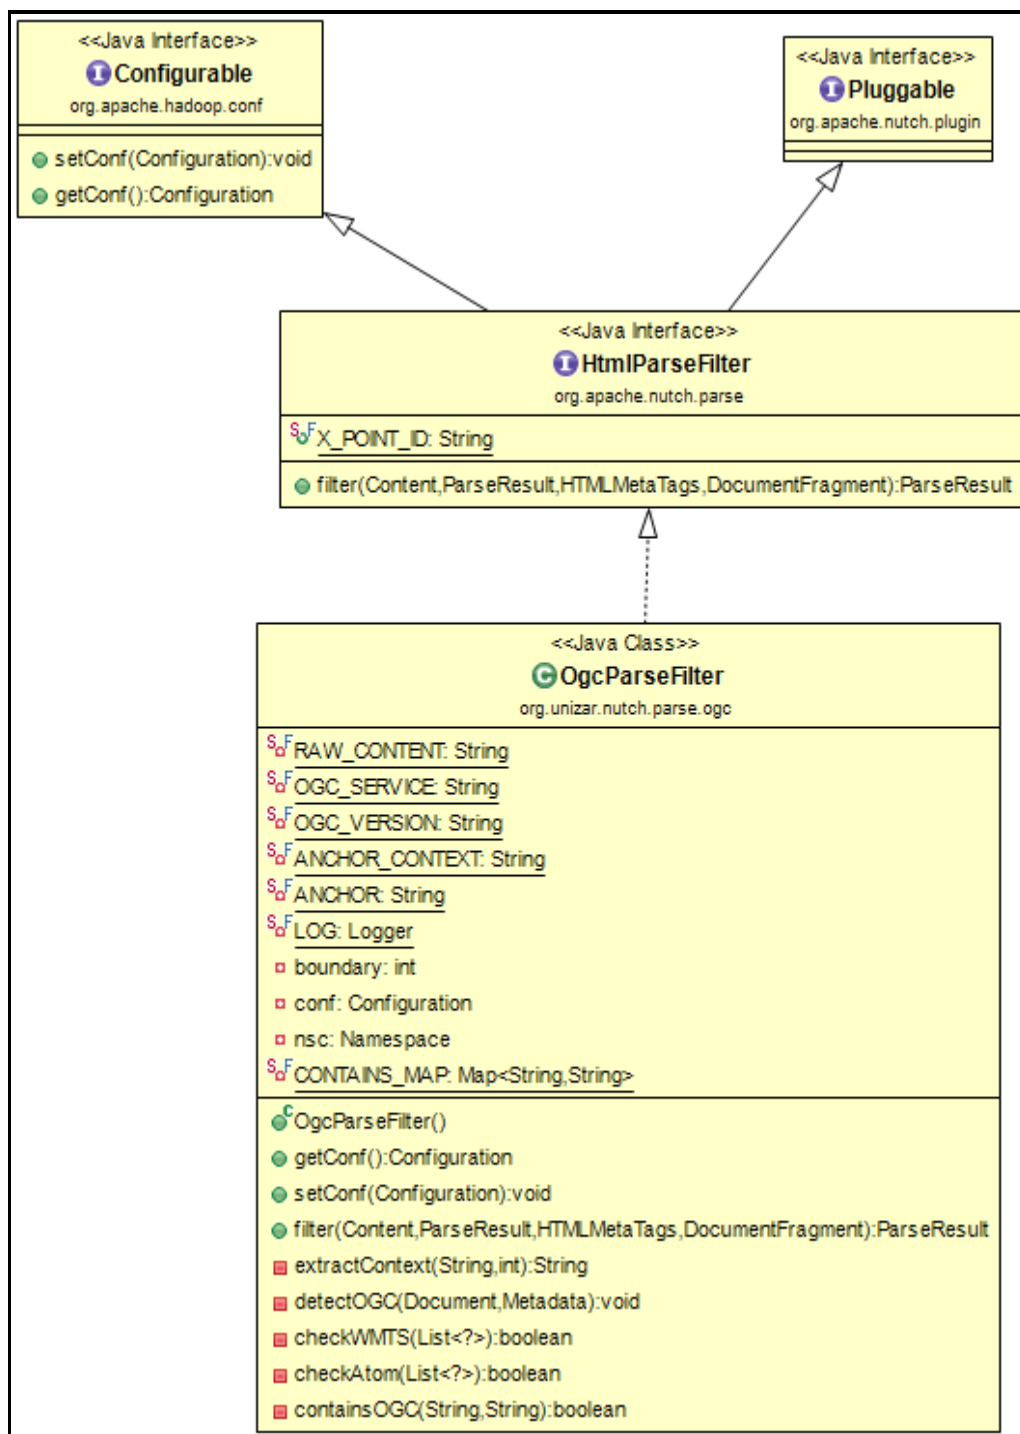 <<Java Interface>>
Configurable
org.apache.hadoop.conf
setConf(Configuration):void
getConf():Configuration
<<Java Interface>>
Pluggable
org.apache.nutch.plugin
<<Java Interface>>
HtmlParseFilter
org.apache.nutch.parse
X_POINT_ID: String
filter(Content,ParseResult,HTMLMetaTags,DocumentFragment):ParseResult
<<Java Class>>
OgcParseFilter
org.unizar.nutch.parse.ogc
RAW_CONTENT: String
OGC_SERVICE: String
OGC_VERSION: String
ANCHOR_CONTEXT: String
ANCHOR: String
LOG: Logger
boundary: int
conf: Configuration
nsc: Namespace
CONTAINS_MAP: Map<String,String>
OgcParseFilter()
getConf():Configuration
setConf(Configuration):void
filter(Content,ParseResult,HTMLMetaTags,DocumentFragment):ParseResult
extractContext(String,int):String
detectOGC(Document,Metadata):void
checkWMTS(List<?>):boolean
checkAtom(List<?>):boolean
containsOGC(String,String):boolean